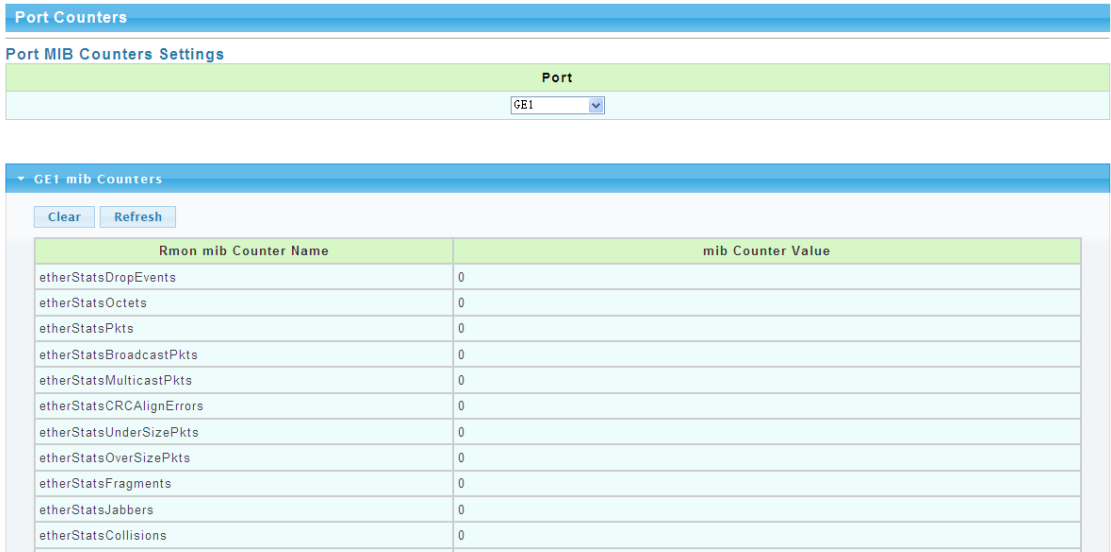 Port Counters
Port MIB Counters Settings
Port
GE1
GE1 mib Counters
Clear Refresh
Rmon mib Counter Name mib Counter Value
etherStatsDropEvents 0
etherStatsOctets 0
etherStatsPkts 0
etherStatsBroadcastPkts 0
etherStatsMulticastPkts 0
etherStatsCRCAlignErrors 0
etherStatsUnderSizePkts 0
etherStatsOverSizePkts 0
etherStatsFragments 0
etherStatsJabbers 0
etherStatsCollisions 0